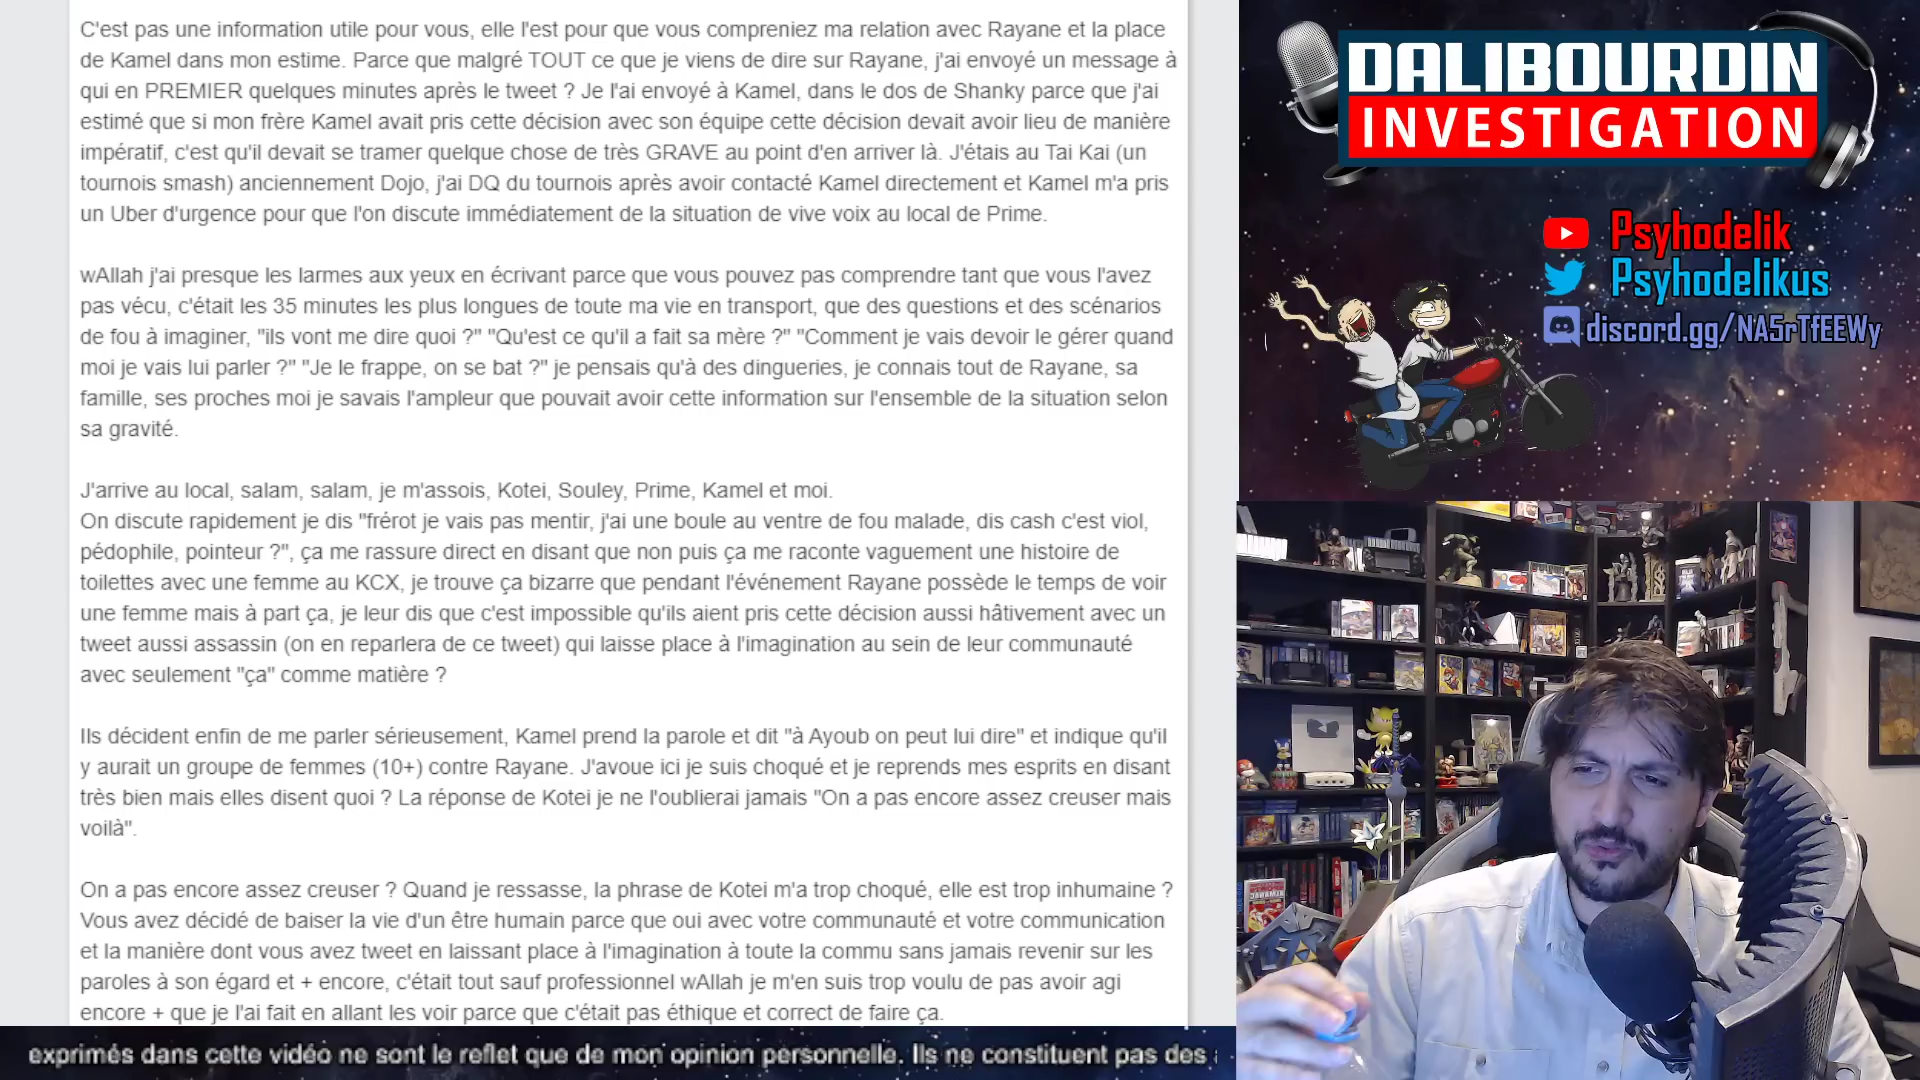 C'est pas une information utile pour vous, elle l'est pour que vous compreniez ma relation avec Rayane et la place
de Kamel dans mon estime. Parce que malgré TOUT ce que je viens de dire sur Rayane, j'ai envoyé un message à
qui en PREMIER quelques minutes après le tweet ? Je l'ai envoyé à Kamel, dans le dos de Shanky parce que j'ai
estimé que si mon frère Kamel avait pris cette décision avec son équipe cette décision devait avoir lieu de manière
impératif, c'est qu'il devait se tramer quelque chose de très GRAVE au point d'en arriver là. J'étais au Tai Kai (un
tournois smash) anciennement Dojo, j'ai DQ du tournois après avoir contacté Kamel directement et Kamel m'a pris
un Uber d'urgence pour que l'on discute immédiatement de la situation de vive voix au local de Prime.
wAllah j'ai presque les larmes aux yeux en écrivant parce que vous pouvez pas comprendre tant que vous l'avez
pas vécu, c'était les 35 minutes les plus longues de toute ma vie en transport, que des questions et des scénarios
de fou à imaginer, "ils vont me dire quoi ?" "Qu'est ce qu'il a fait sa mère ?" "Comment je vais devoir le gérer quand
moi je vais lui parler ?" "Je le frappe, on se bat ?" je pensais qu'à des dingueries, je connais tout de Rayane, sa
famille, ses proches moi je savais l'ampleur que pouvait avoir cette information sur l'ensemble de la situation selon
sa gravité.
J'arrive au local, salam, salam, je m'assois, Kotei, Souley, Prime, Kamel et moi.
On discute rapidement je dis "frérot je vais pas mentir, j'ai une boule au ventre de fou malade, dis cash c'est viol,
pédophile, pointeur ?", ça me rassure direct en disant que non puis ça me raconte vaguement une histoire de
toilettes avec une femme au KCX, je trouve ça bizarre que pendant l'événement Rayane possède le temps de voir
une femme mais à part ça, je leur dis que c'est impossible qu'ils aient pris cette décision aussi hâtivement avec un
tweet aussi assassin (on en reparlera de ce tweet) qui laisse place à l'imagination au sein de leur communauté
avec seulement "ça" comme matière ?
Ils décident enfin de me parler sérieusement, Kamel prend la parole et dit "à Ayoub on peut lui dire" et indique qu'il
y aurait un groupe de femmes (10+) contre Rayane. J'avoue ici je suis choqué et je reprends mes esprits en disant
très bien mais elles disent quoi ? La réponse de Kotei je ne l'oublierai jamais "On a pas encore assez creuser mais
voilà".
On a pas encore assez creuser ? Quand je ressasse, la phrase de Kotei m'a trop choqué, elle est trop inhumaine ?
Vous avez décidé de baiser la vie d'un être humain parce que oui avec votre communauté et votre communication
et la manière dont vous avez tweet en laissant place à l'imagination à toute la commu sans jamais revenir sur les
paroles à son égard et + encore, c'était tout sauf professionnel wAllah je m'en suis trop voulu de pas avoir agi
encore + que je l'ai fait en allant les voir parce que c'était pas éthique et correct de faire ça.
exprimés dans cette vidéo ne sont le reflet que de mon opinion personnelle. Ils ne constituent pas des
DALIBOURDIN
INVESTIGATION
Psyhodelik
Psyhodelikus
discord.gg/NA5rTfEEWy